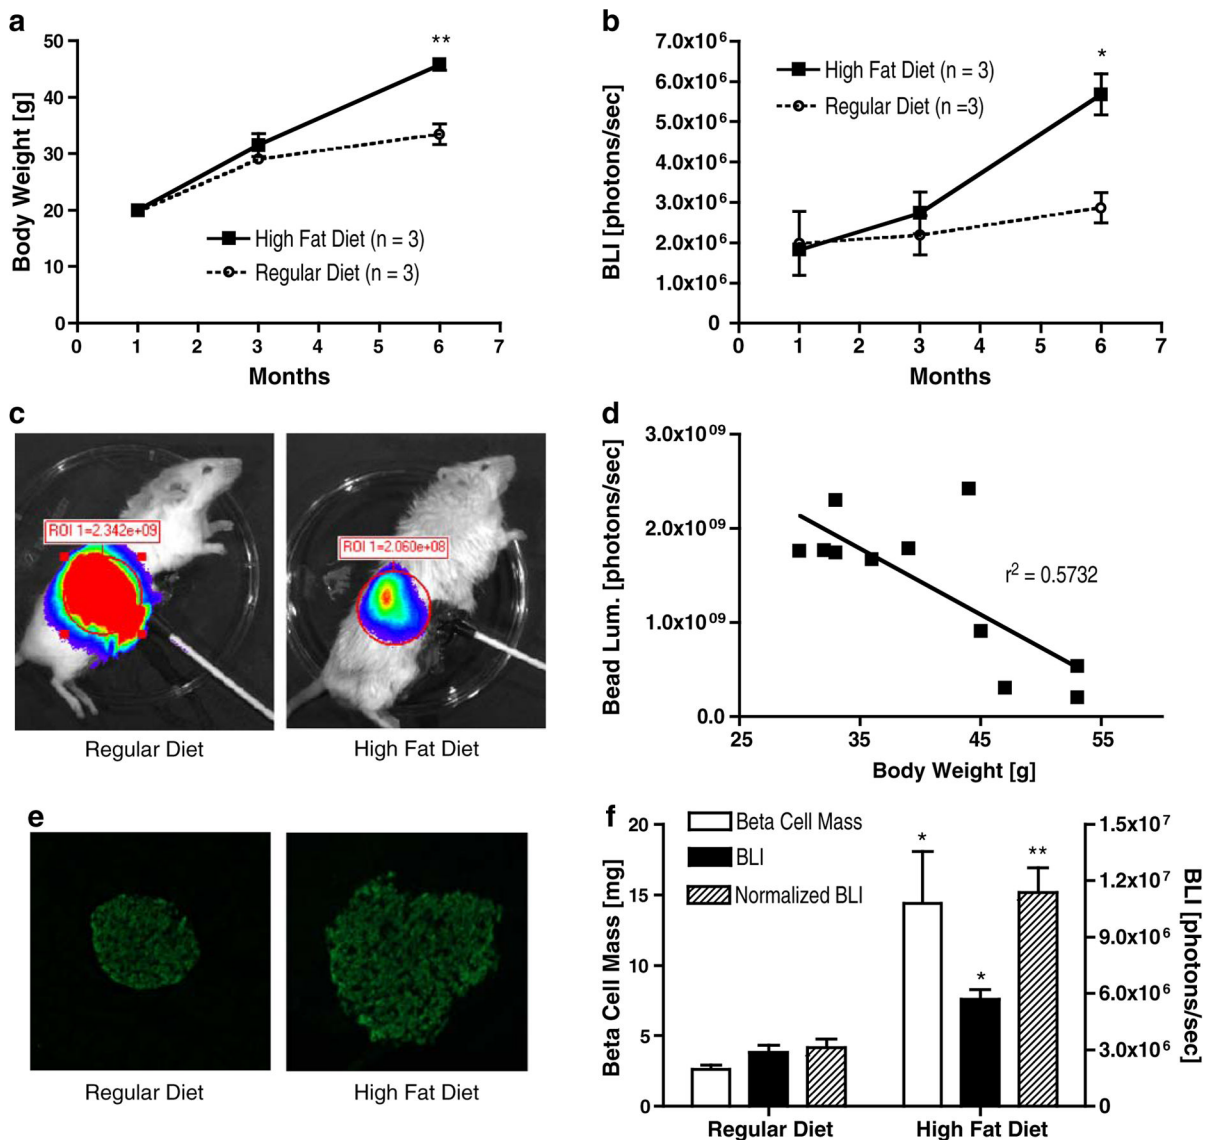 a
Body Weight [g]
50
40
30
20
10
0
**
High Fat Diet (n = 3)
Regular Diet (n = 3)
0 1 2 3 4 5 6 7
Months
b
BLI [photons/sec]
7.0x10⁶
6.0x10⁶
5.0x10⁶
4.0x10⁶
3.0x10⁶
2.0x10⁶
1.0x10⁶
0
*
High Fat Diet (n = 3)
Regular Diet (n =3)
0 1 2 3 4 5 6 7
Months
c
ROI 1=2.342e+09
ROI 1=2.060e+08
Regular Diet
High Fat Diet
d
Bead Lum. [photons/sec]
3.0x10⁰⁹
2.0x10⁰⁹
1.0x10⁰⁹
0.0
r² = 0.5732
25 35 45 55
Body Weight [g]
e
Regular Diet
High Fat Diet
f
Beta Cell Mass [mg]
20
15
10
5
0
Beta Cell Mass
BLI
Normalized BLI
*
*
**
1.5x10⁷
1.2x10⁷
9.0x10⁶
6.0x10⁶
3.0x10⁶
0
BLI [photons/sec]
Regular Diet
High Fat Diet